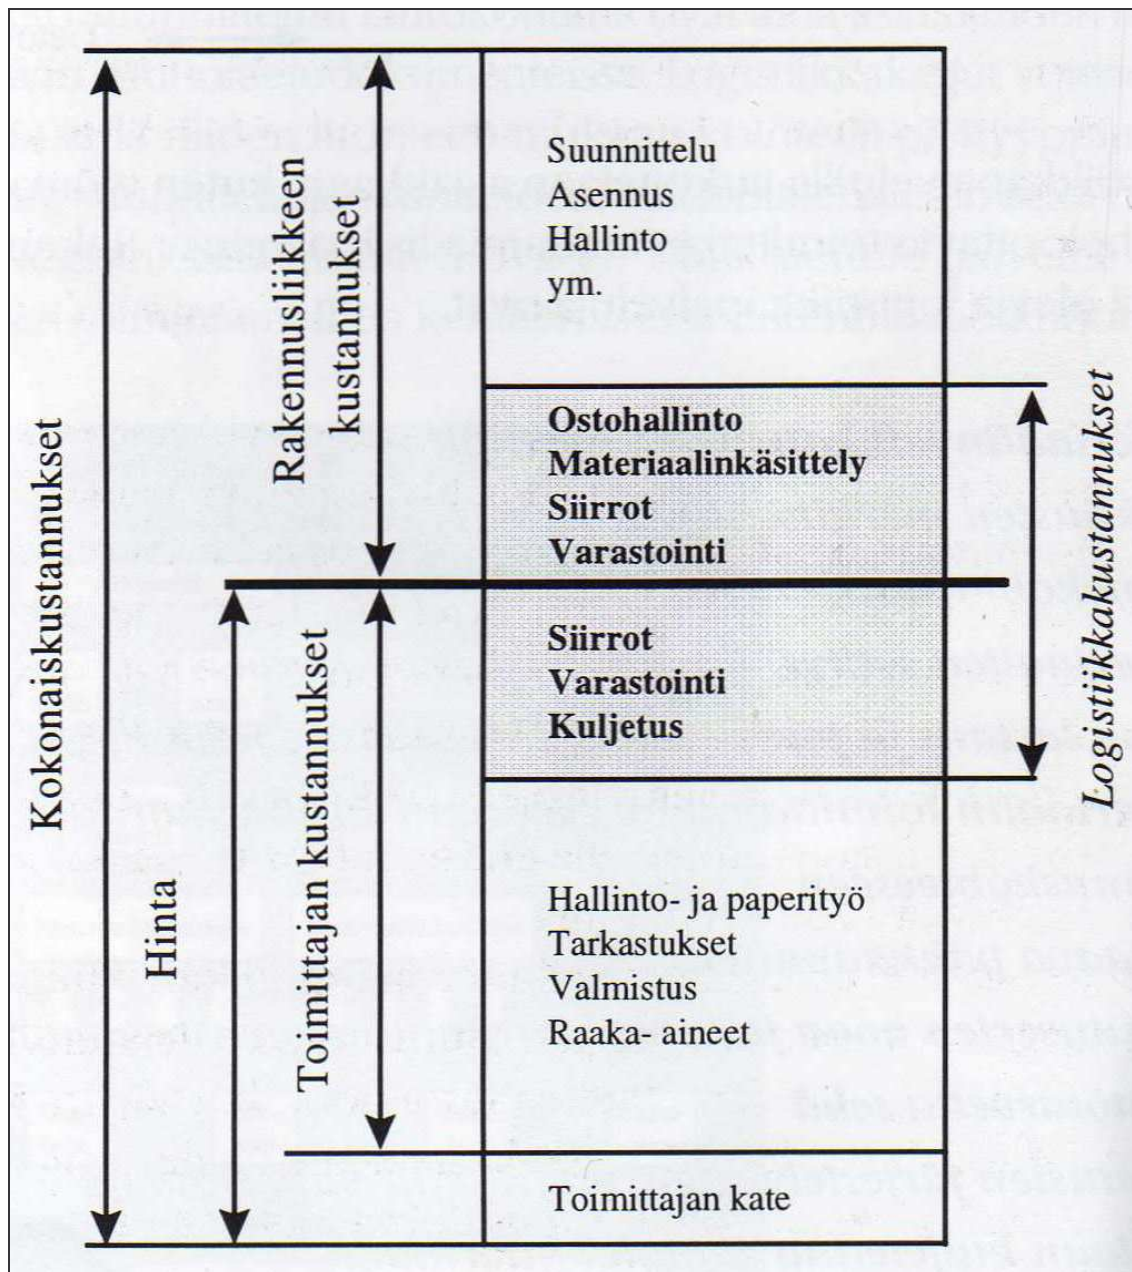 Kokonaiskustannukset
Hinta
Rakennusliikkeen
kustannukset
Toimittajan kustannukset
Suunnittelu
Asennus
Hallinto
ym.
Ostohallinto
Materiaalinkäsittely
Siirrot
Varastointi
Siirrot
Varastointi
Kuljetus
Hallinto- ja paperityö
Tarkastukset
Valmistus
Raaka- aineet
Toimittajan kate
Logistiikkakustannukset